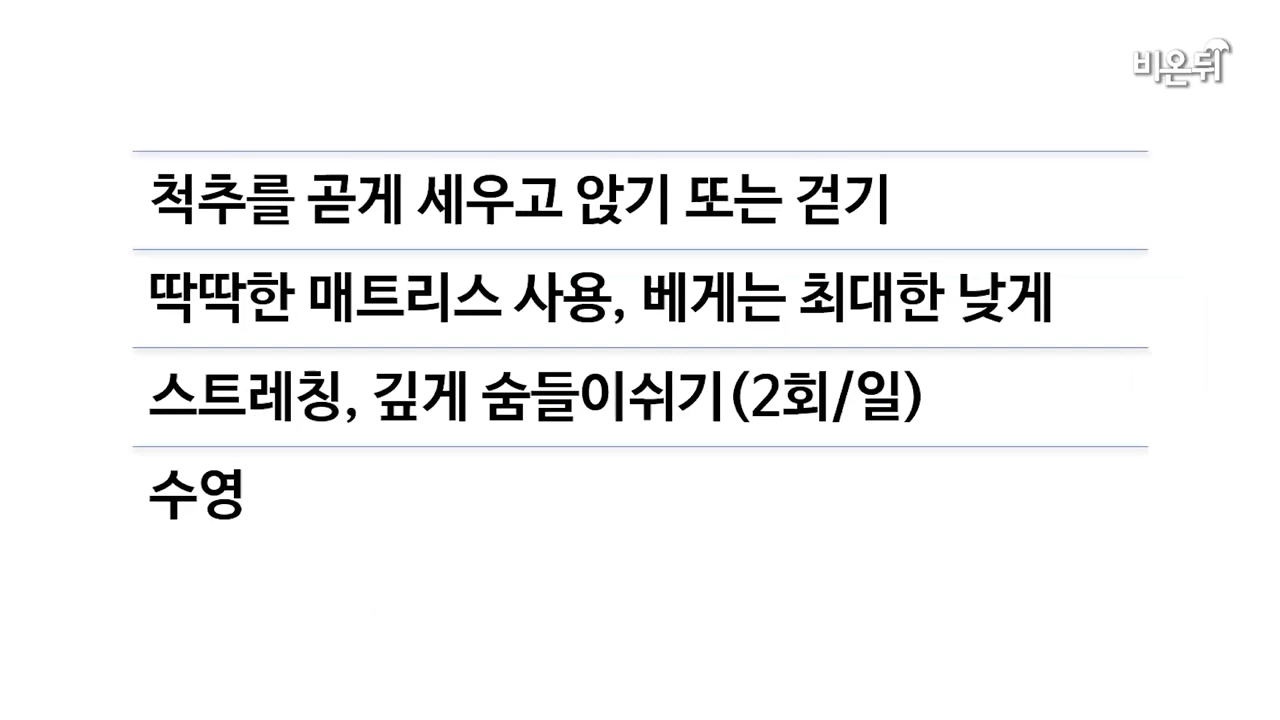 비온뒤
척추를 곧게 세우고 앉기 또는 걷기
딱딱한 매트리스 사용, 베게는 최대한 낮게
스트레칭, 깊게 숨들이쉬기(2회/일)
수영